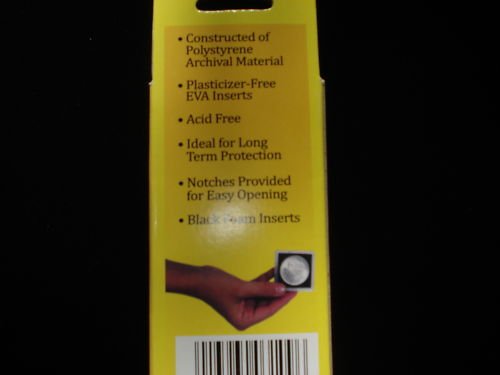 • Constructed of
Polystyrene
Archival Material
• Plasticizer-Free
EVA Inserts
• Acid Free
• Ideal for Long
Term Protection
• Notches Provided
for Easy Opening
• Black Foam Inserts